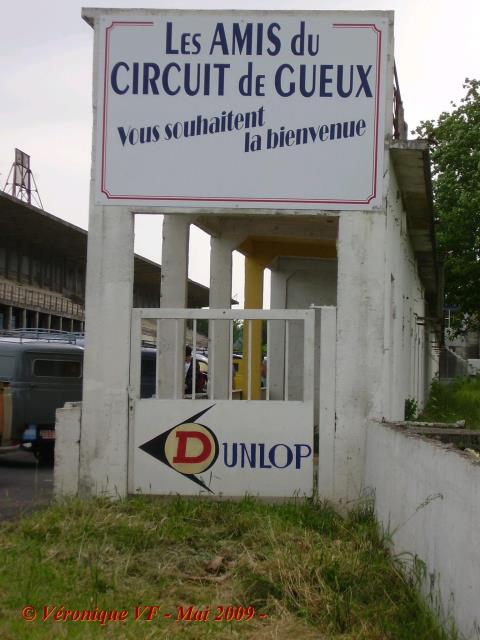 Les AMIS du
CIRCUIT de GUEUX
Vous souhaitent
la bienvenue
DUNLOP
© Véronique VF - Mai 2009 -